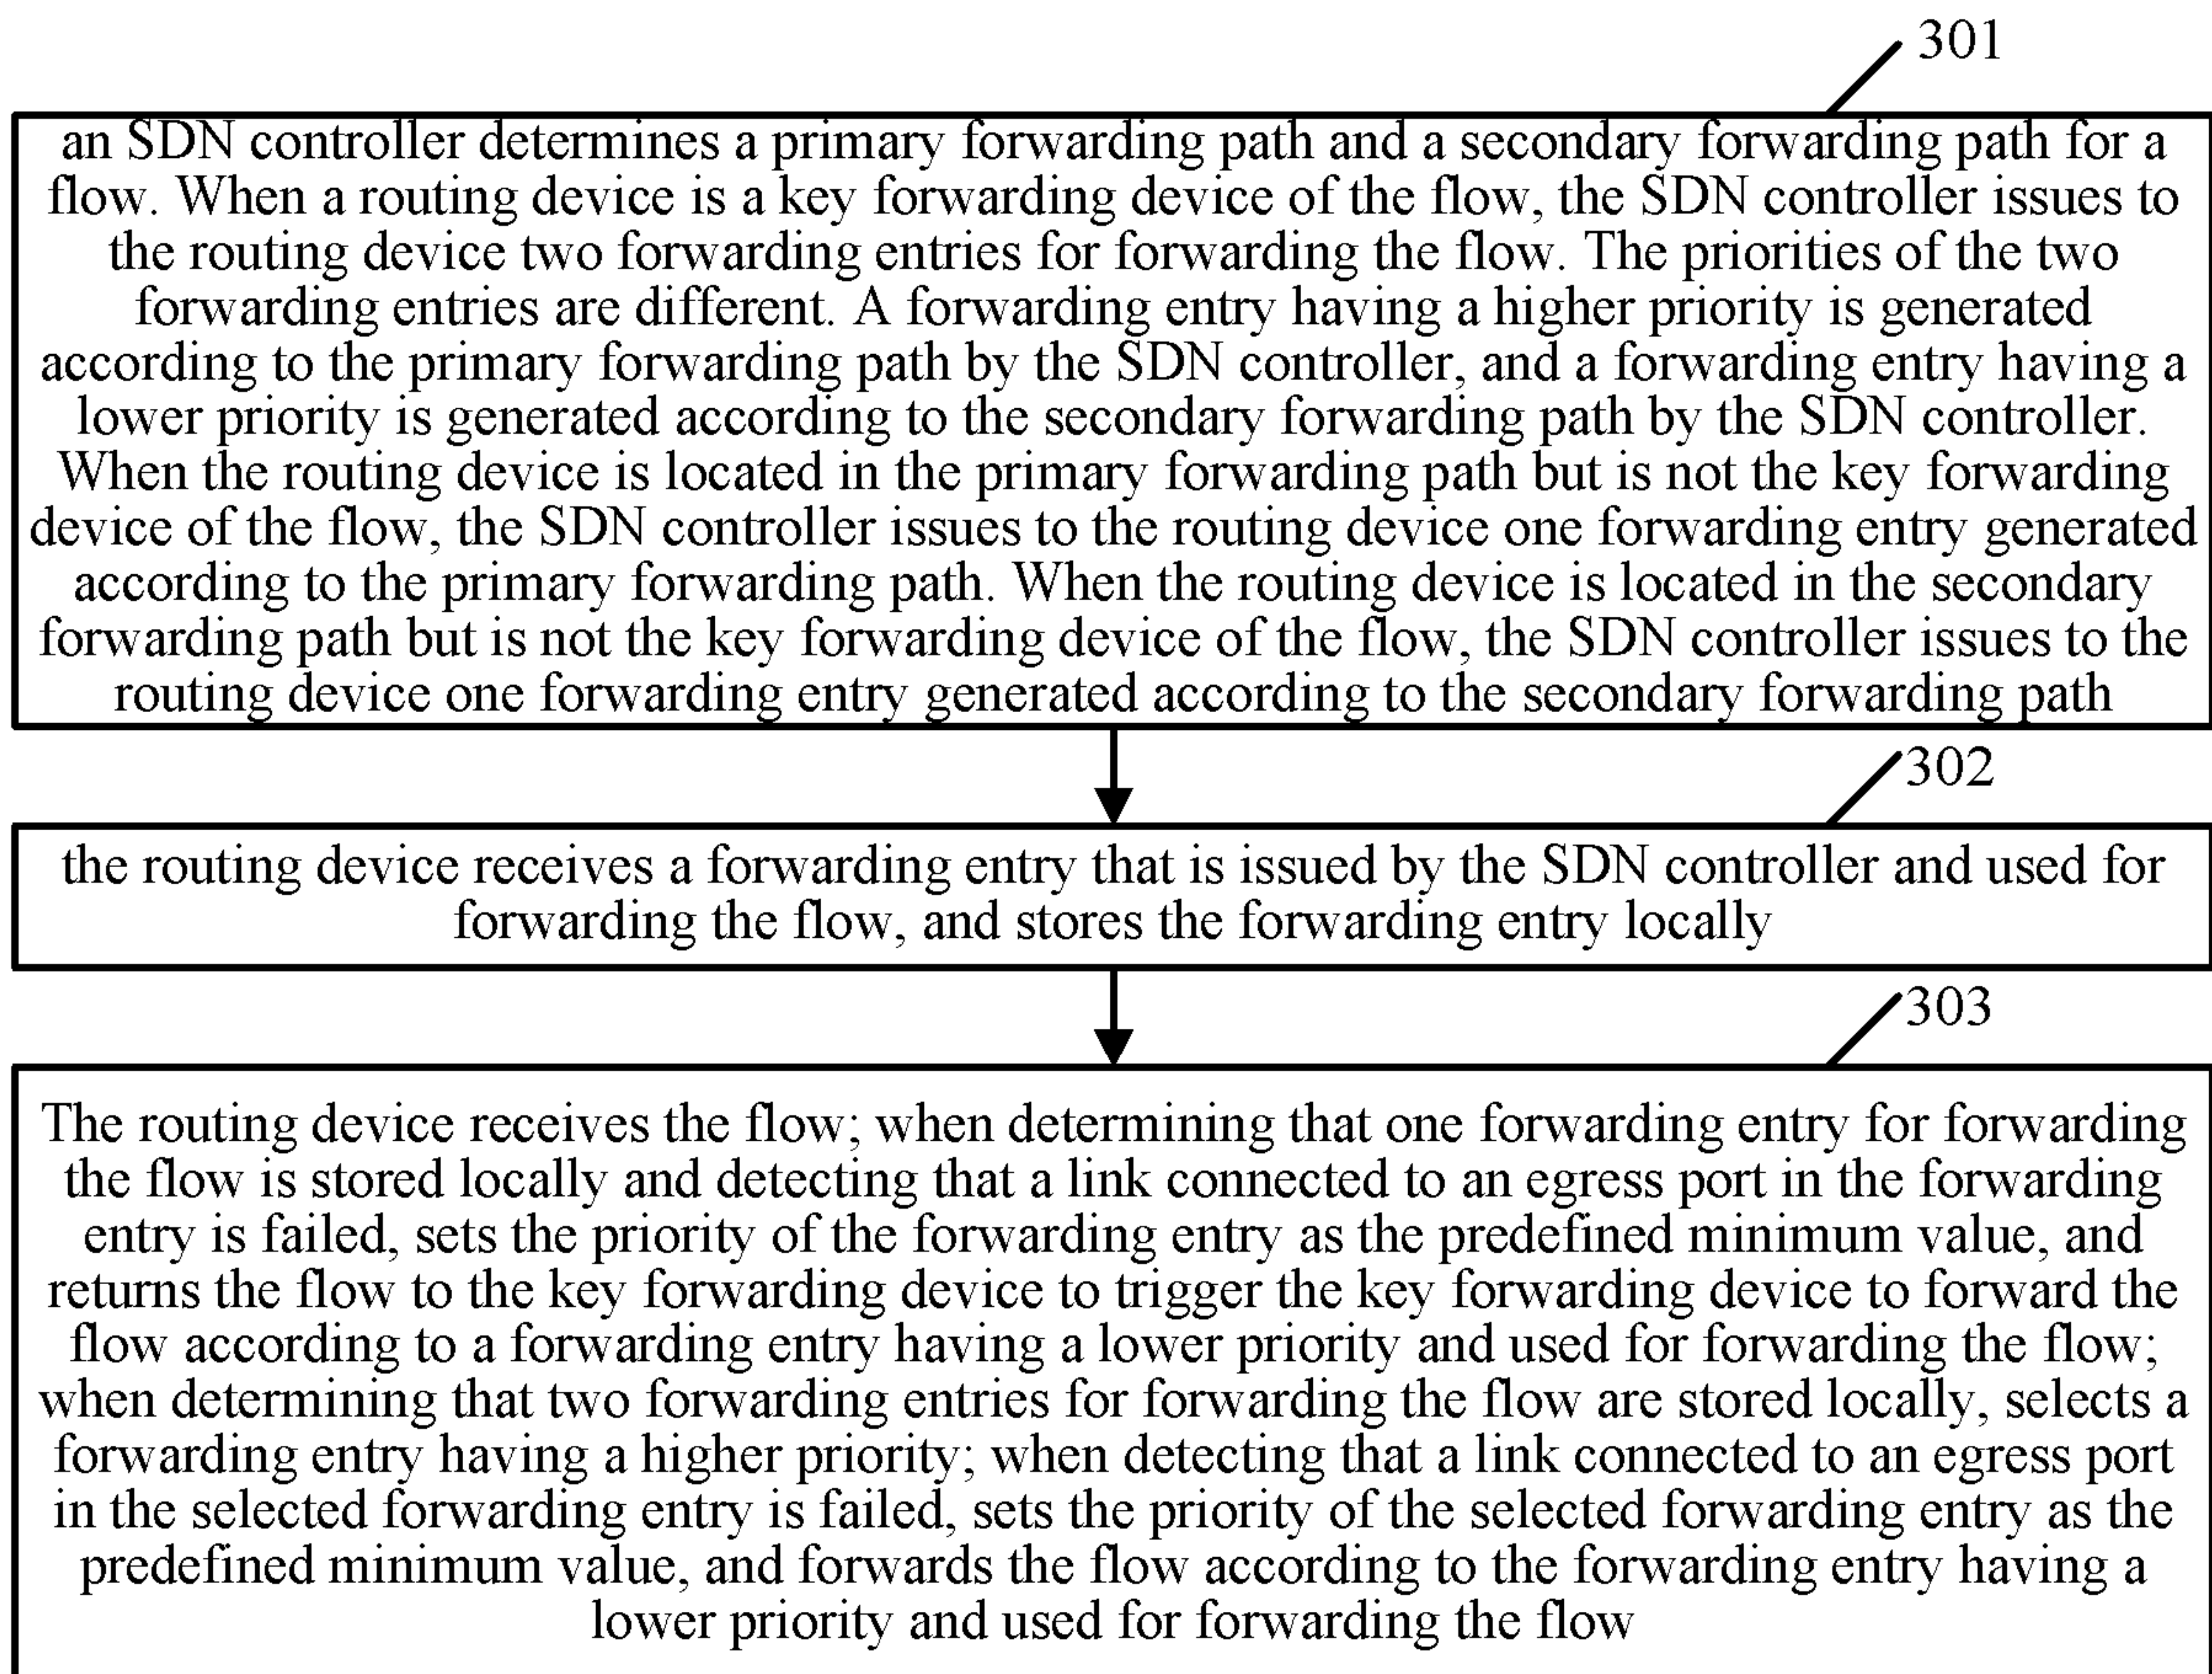 301
an SDN controller determines a primary forwarding path and a secondary forwarding path for a
flow. When a routing device is a key forwarding device of the flow, the SDN controller issues to
the routing device two forwarding entries for forwarding the flow. The priorities of the two
forwarding entries are different. A forwarding entry having a higher priority is generated
according to the primary forwarding path by the SDN controller, and a forwarding entry having a
lower priority is generated according to the secondary forwarding path by the SDN controller.
When the routing device is located in the primary forwarding path but is not the key forwarding
device of the flow, the SDN controller issues to the routing device one forwarding entry generated
according to the primary forwarding path. When the routing device is located in the secondary
forwarding path but is not the key forwarding device of the flow, the SDN controller issues to the
routing device one forwarding entry generated according to the secondary forwarding path
302
the routing device receives a forwarding entry that is issued by the SDN controller and used for
forwarding the flow, and stores the forwarding entry locally
303
The routing device receives the flow; when determining that one forwarding entry for forwarding
the flow is stored locally and detecting that a link connected to an egress port in the forwarding
entry is failed, sets the priority of the forwarding entry as the predefined minimum value, and
returns the flow to the key forwarding device to trigger the key forwarding device to forward the
flow according to a forwarding entry having a lower priority and used for forwarding the flow;
when determining that two forwarding entries for forwarding the flow are stored locally, selects a
forwarding entry having a higher priority; when detecting that a link connected to an egress port
in the selected forwarding entry is failed, sets the priority of the selected forwarding entry as the
predefined minimum value, and forwards the flow according to the forwarding entry having a
lower priority and used for forwarding the flow